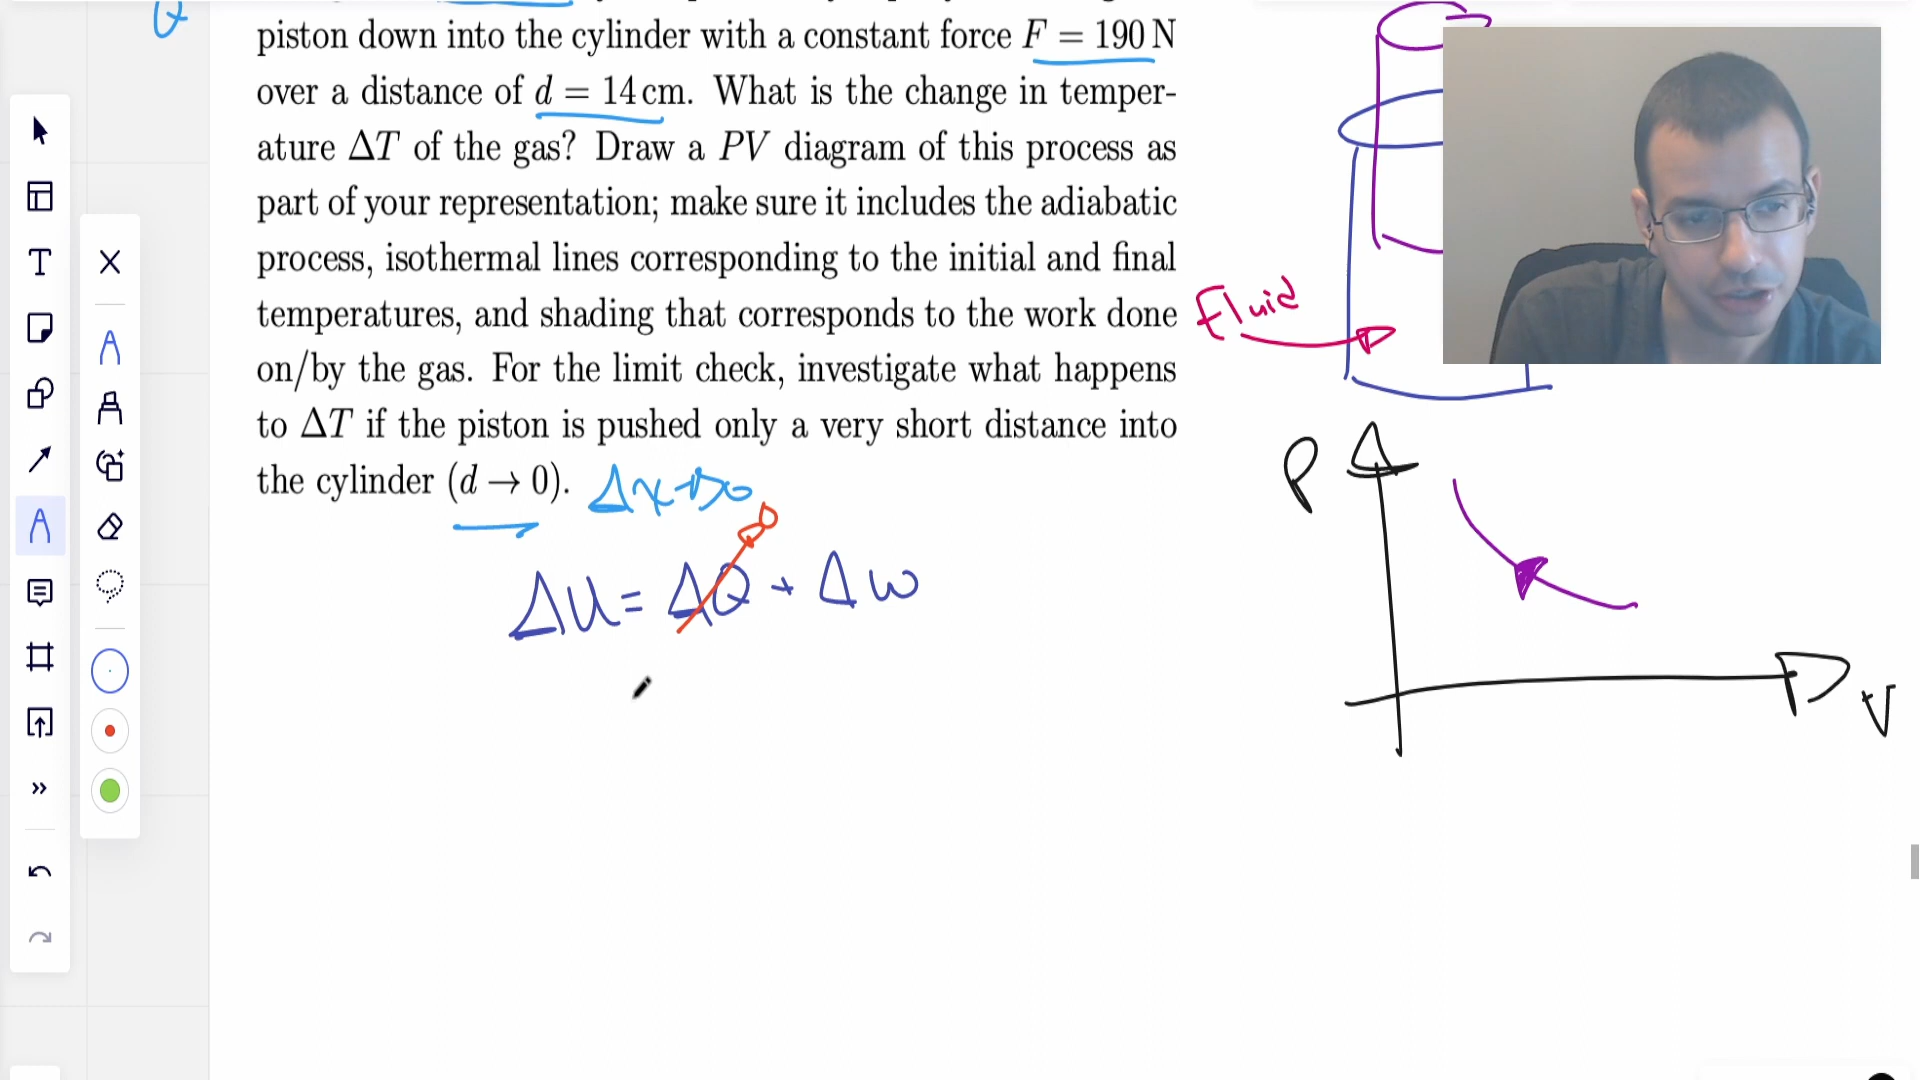 piston down into the cylinder with a constant force F = 190 N
over a distance of d = 14 cm. What is the change in temper-
ature ΔT of the gas? Draw a PV diagram of this process as
part of your representation; make sure it includes the adiabatic
process, isothermal lines corresponding to the initial and final
temperatures, and shading that corresponds to the work done
on/by the gas. For the limit check, investigate what happens
to ΔT if the piston is pushed only a very short distance into
the cylinder (d → 0). Δx→0
ΔU = ΔQ + ΔW
0
Fluid
P
V
T